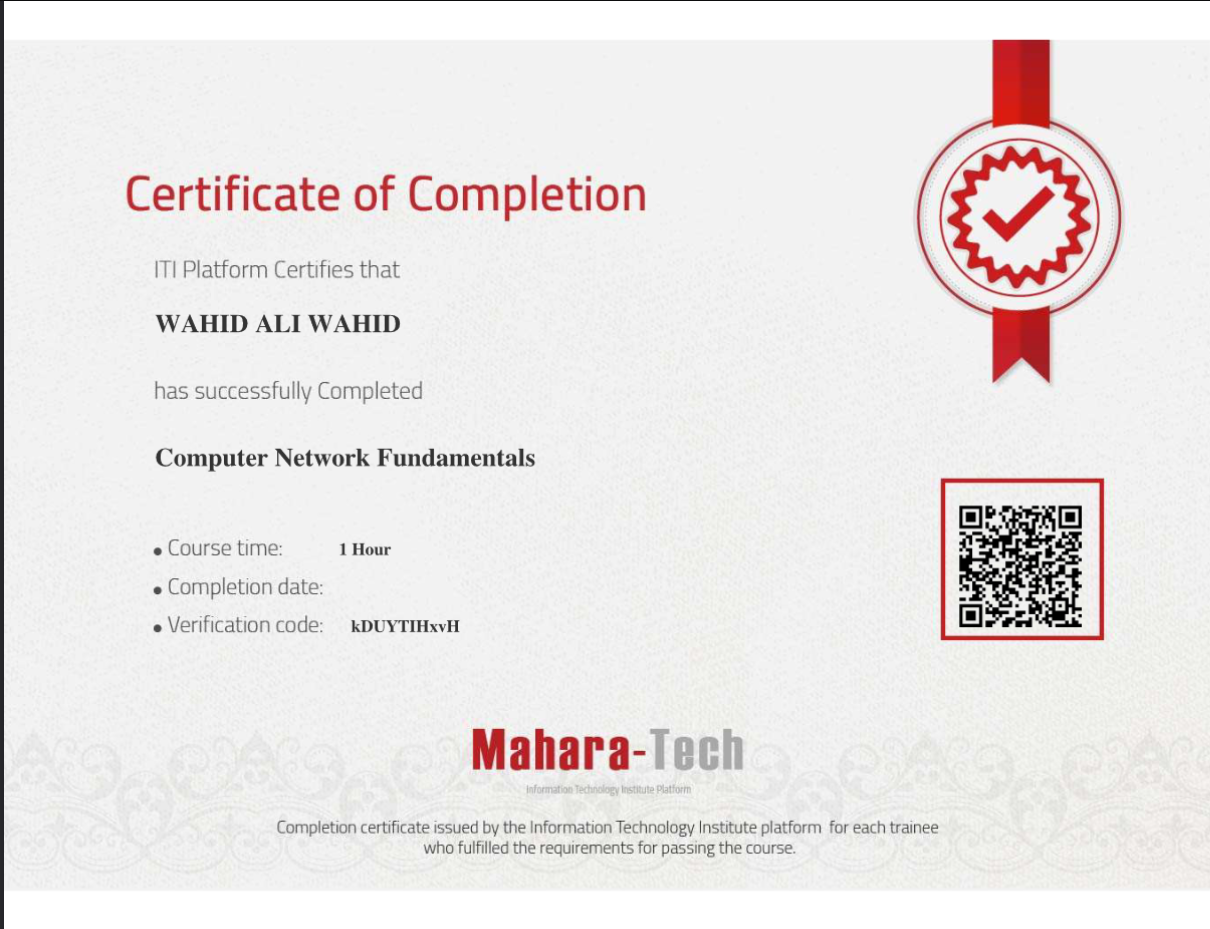 Certificate of Completion
ITI Platform Certifies that
WAHID ALI WAHID
has successfully Completed
Computer Network Fundamentals
• Course time: 1 Hour
• Completion date:
• Verification code: kDUYTIHxvH
Mahara-Tech
Information Technology Institute Platform
Completion certificate issued by the Information Technology Institute platform for each trainee
who fulfilled the requirements for passing the course.